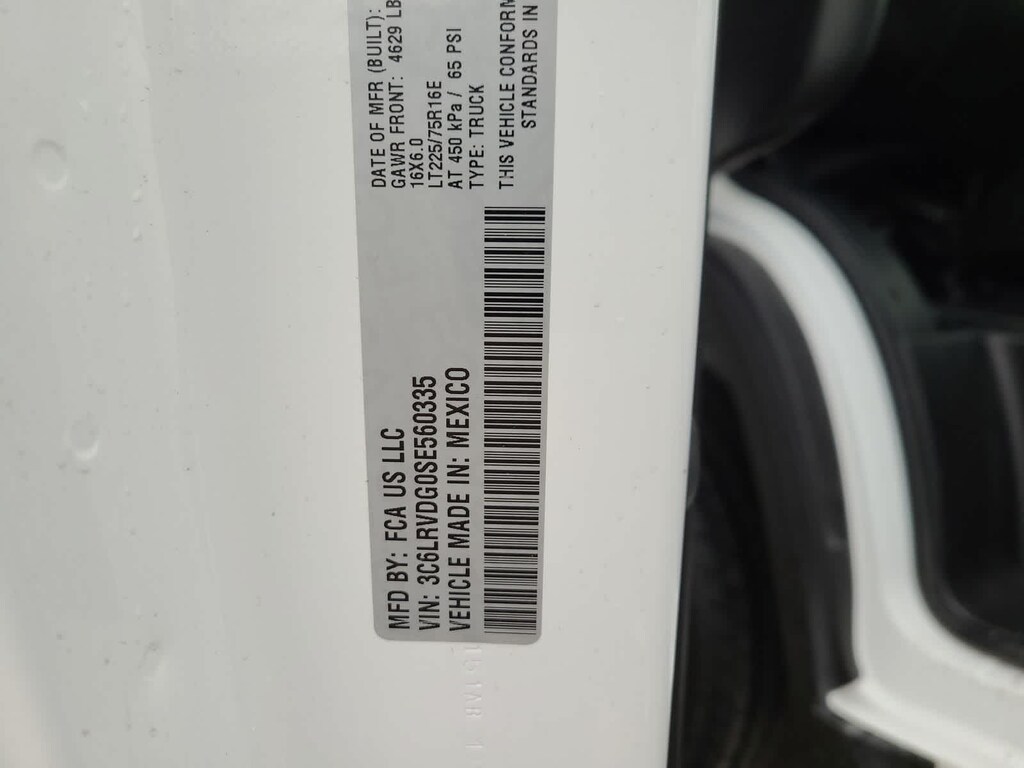 MFD BY: FCA US LLC
VIN: 3C6LRVDG0SE560335
VEHICLE MADE IN: MEXICO
DATE OF MFR (BUILT):
GAWR FRONT: 4629 LB
16X6.0
LT225/75R16E
AT 450 kPa / 65 PSI
TYPE: TRUCK
THIS VEHICLE CONFORM
STANDARDS IN